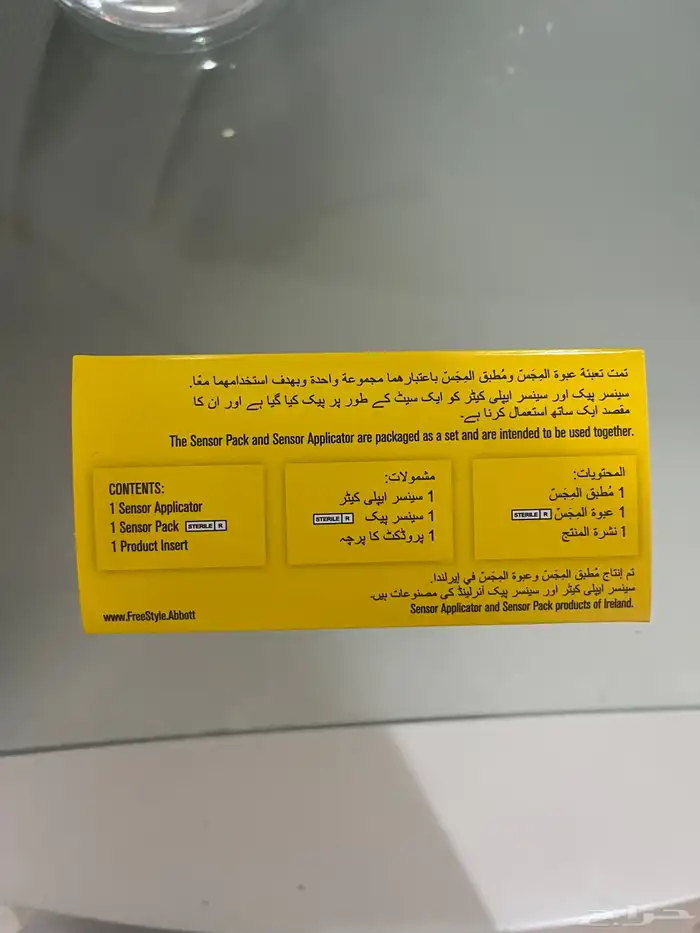 تمت تعبئة عبوة المِجَسّ ومُطبق المِجَسّ باعتبارهما مجموعة واحدة وبهدف استخدامهما معًا.
سینسر پیک اور سینسر ایپلی کیٹر کو ایک سیٹ کے طور پر پیک کیا گیا ہے اور ان کا
مقصد ایک ساتھ استعمال کرنا ہے۔
The Sensor Pack and Sensor Applicator are packaged as a set and are intended to be used together.
CONTENTS:
1 Sensor Applicator
1 Sensor Pack STERILE R
1 Product Insert
مشمولات:
1 سینسر ایپلی کیٹر
1 سینسر پیک STERILE R
1 پروڈکٹ کا پرچہ
المحتويات:
1 مُطبق المِجَسّ
1 عبوة المِجَسّ STERILE R
1 نشرة المنتج
تم إنتاج مُطبق المِجَسّ وعبوة المِجَسّ في إيرلندا.
سینسر ایپلی کیٹر اور سینسر پیک آئرلینڈ کی مصنوعات ہیں۔
Sensor Applicator and Sensor Pack products of Ireland.
www.FreeStyle.Abbott
حراج